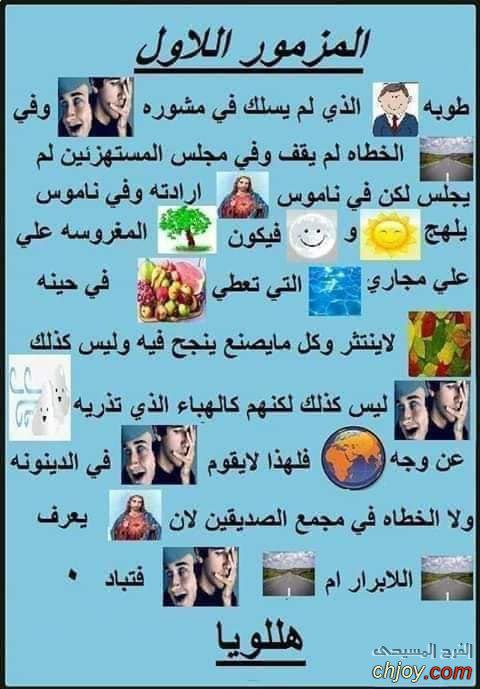 المزمور اللاول
طوبه الذي لم يسلك في مشوره وفي
الخطاه لم يقف وفي مجلس المستهزئين لم
يجلس لكن في ناموس ارادته وفي ناموس
يلهج و فيكون المغروسه علي
علي مجاري التي تعطي في حينه
لاينتثر وكل مايصنع ينجح فيه وليس كذلك
ليس كذلك لكنهم كالهباء الذي تذريه
عن وجه فلهذا لايقوم في الدينونه
ولا الخطاه في مجمع الصديقين لان يعرف
اللابرار ام فتباد .
هللويا
الفرح المسيحى
chjoy.com